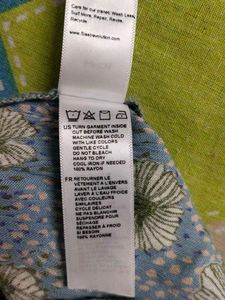 Care for our planet: Wash Less,
Surf More, Repair, Reuse,
Recycle.
US TURN GARMENT INSIDE
OUT BEFORE WASH
MACHINE WASH COLD
WITH LIKE COLORS
GENTLE CYCLE
DO NOT BLEACH
HANG TO DRY
COOL IRON IF NEEDED
100% RAYON
FR RETOURNER LE
VÊTEMENT À L'ENVERS
AVANT LE LAVAGE
LAVER À L'EAU FROIDE
AVEC COULEURS
SIMILAIRES
CYCLE DÉLICAT
NE PAS BLANCHIR
SUSPENDRE POUR
SÉCHAGE
REPASSER À FROID
SI BESOIN
100% RAYONNE